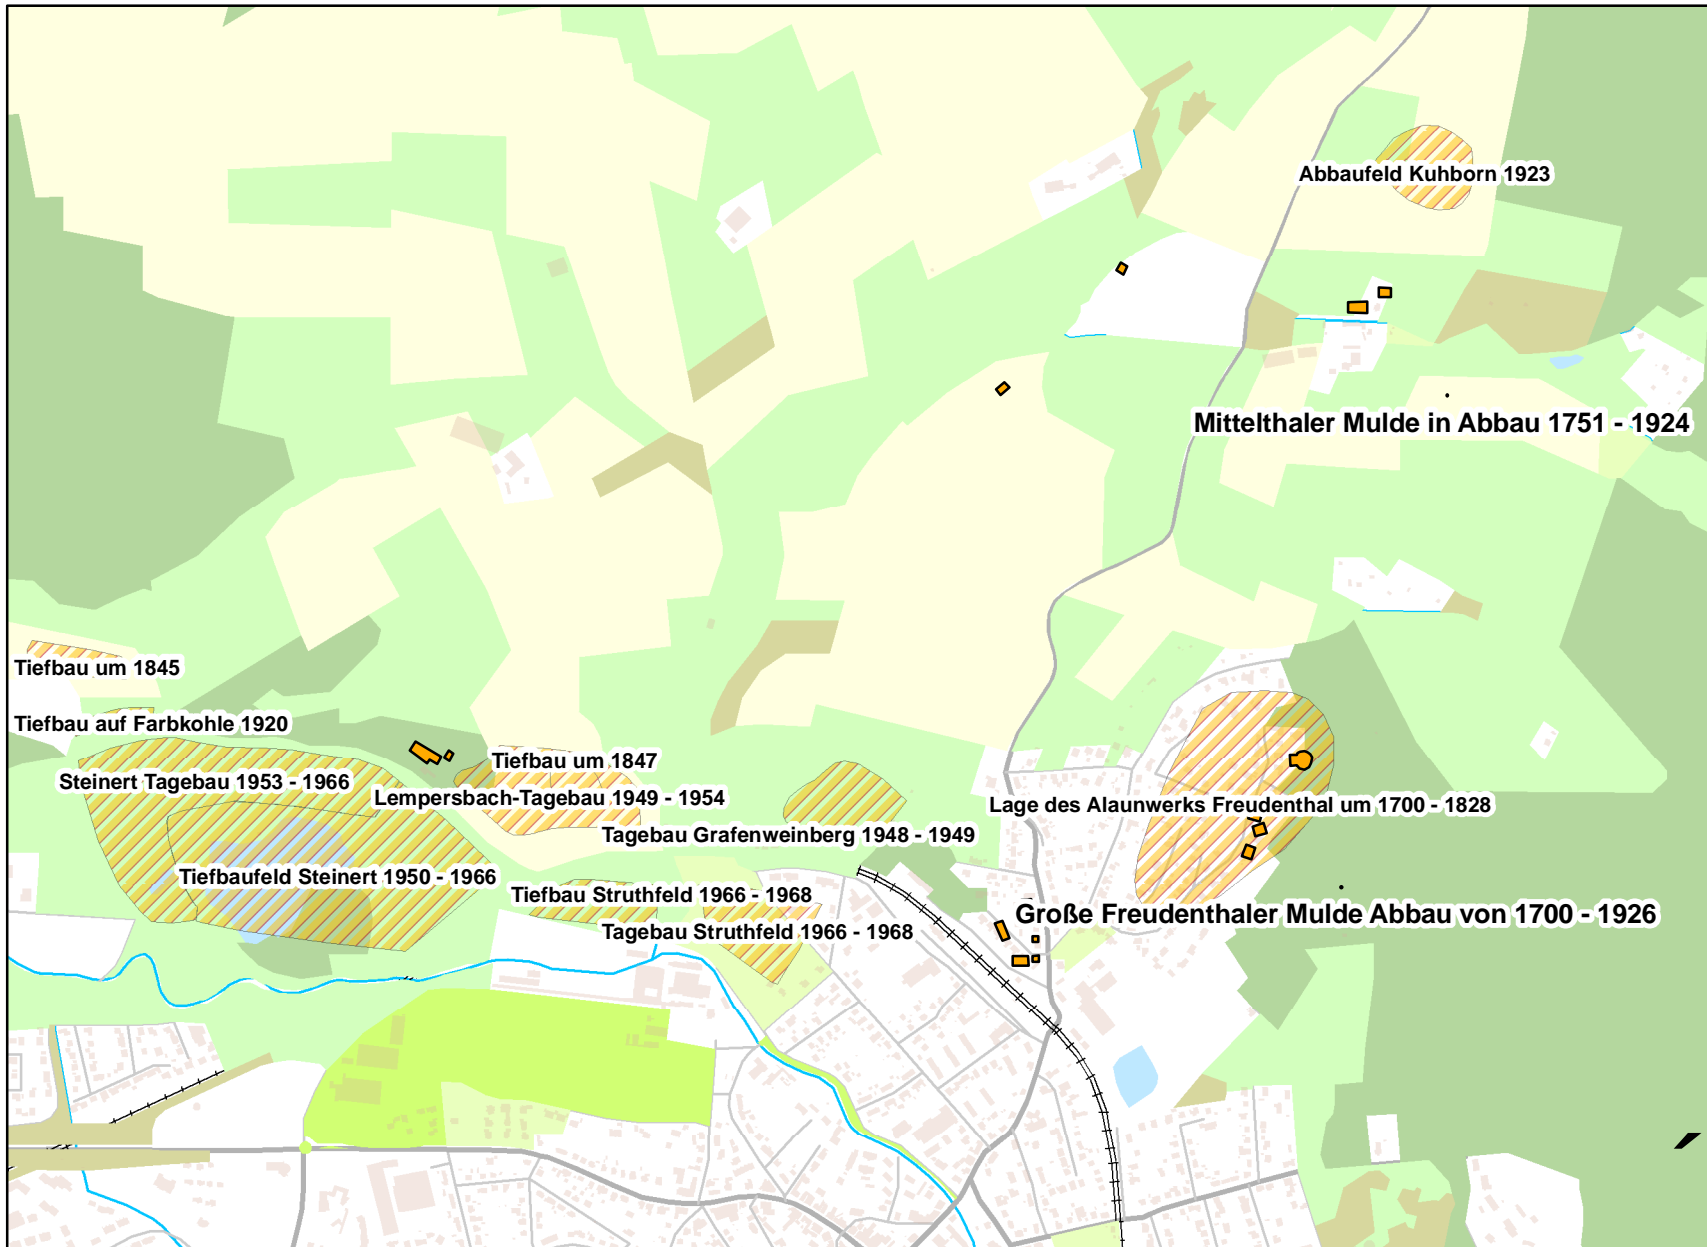 Abbaufeld Kuhborn 1923
Mittelthaler Mulde in Abbau 1751 - 1924
Tiefbau um 1845
Tiefbau auf Farbkohle 1920
Tiefbau um 1847
Steinert Tagebau 1953 - 1966
Lempersbach-Tagebau 1949 - 1954
Lage des Alaunwerks Freudenthal um 1700 - 1828
Tagebau Grafenweinberg 1948 - 1949
Tiefbaufeld Steinert 1950 - 1966
Tiefbau Struthfeld 1966 - 1968
Große Freudenthaler Mulde Abbau von 1700 - 1926
Tagebau Struthfeld 1966 - 1968